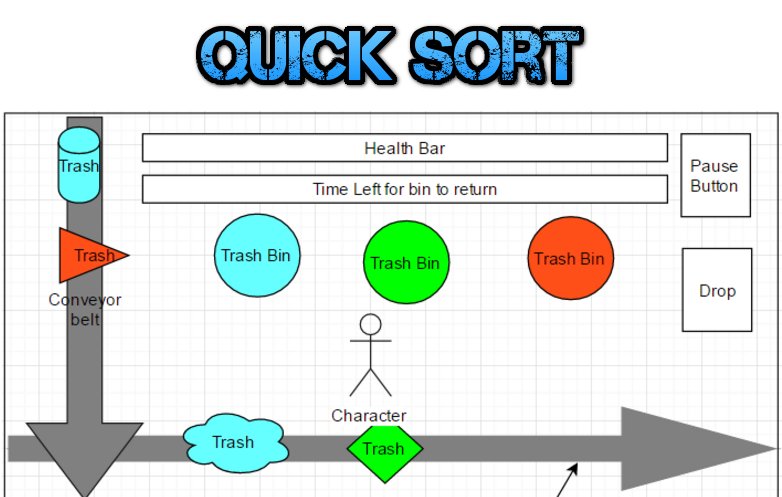 QUICK SORT
Trash
Health Bar
Pause
Button
Time Left for bin to return
Trash
Trash Bin
Trash Bin
Trash Bin
Conveyor
belt
Drop
Character
Trash
Trash